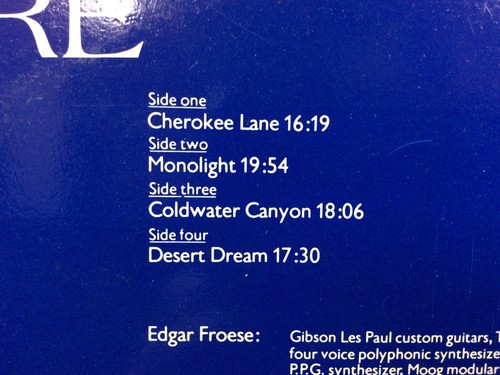 RE
Side one
Cherokee Lane 16:19
Side two
Monolight 19:54
Side three
Coldwater Canyon 18:06
Side four
Desert Dream 17:30
Edgar Froese: Gibson Les Paul custom guitars,
four voice polyphonic synthesize
P.P.G. synthesizer, Moog modular